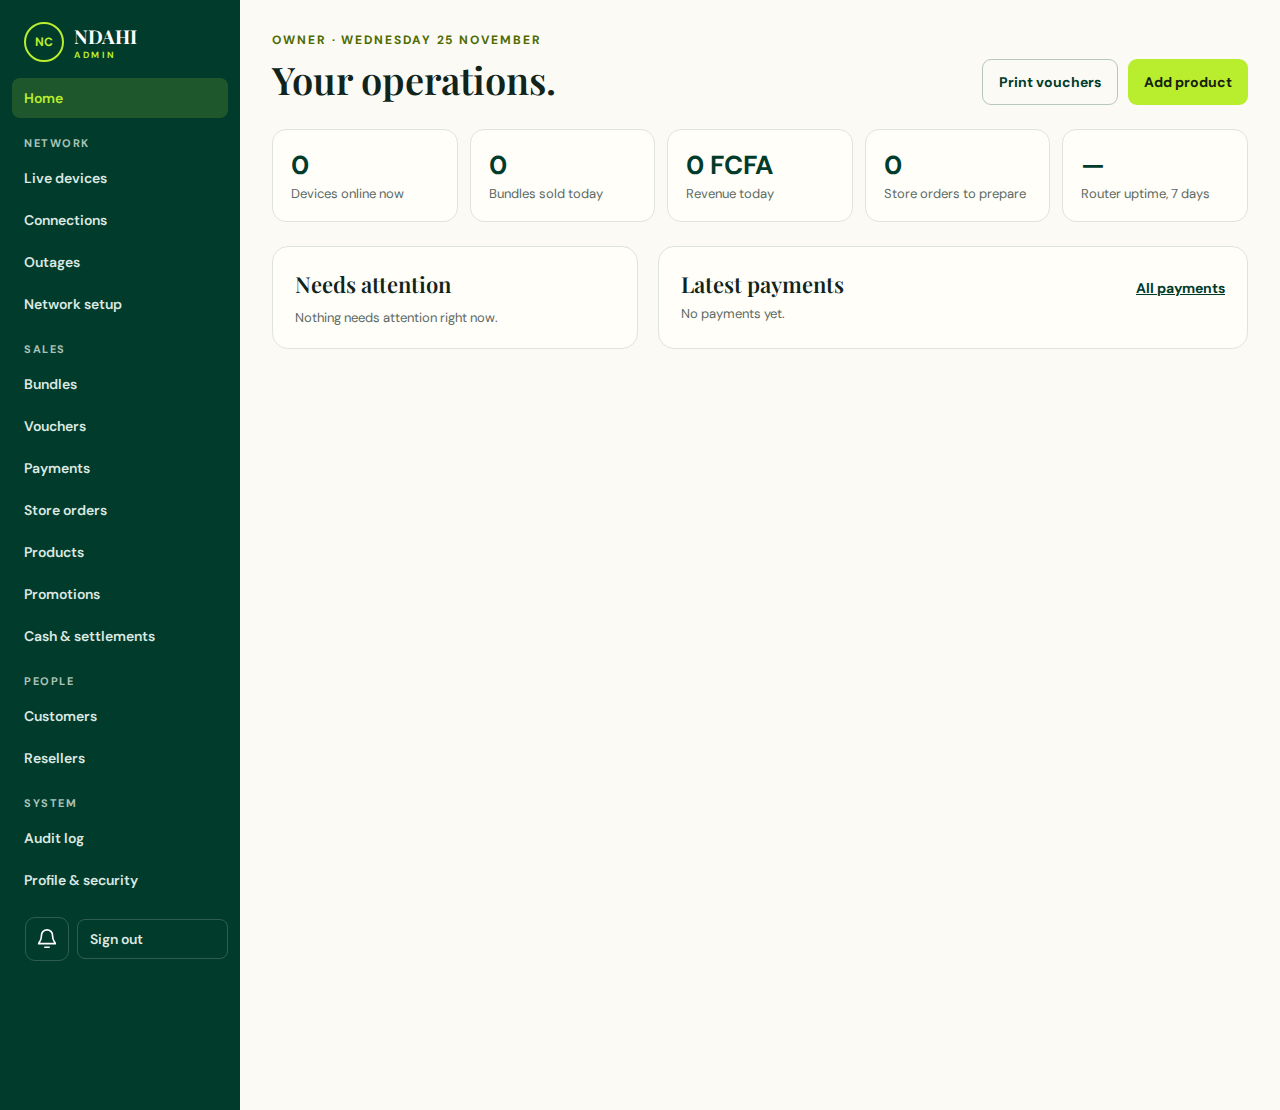 NC
NDAHI
ADMIN
Home
NETWORK
Live devices
Connections
Outages
Network setup
SALES
Bundles
Vouchers
Payments
Store orders
Products
Promotions
Cash & settlements
PEOPLE
Customers
Resellers
SYSTEM
Audit log
Profile & security
Sign out
OWNER · WEDNESDAY 25 NOVEMBER
Your operations.
Print vouchers
Add product
0
Devices online now
0
Bundles sold today
0 FCFA
Revenue today
0
Store orders to prepare
—
Router uptime, 7 days
Needs attention
Nothing needs attention right now.
Latest payments
All payments
No payments yet.